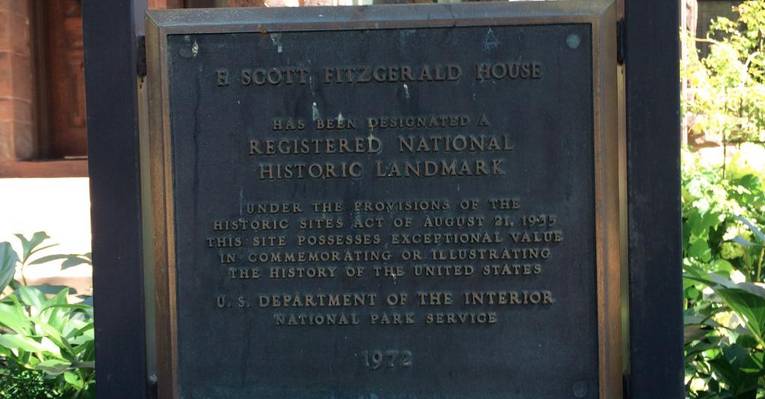 F. SCOTT FITZGERALD HOUSE
HAS BEEN DESIGNATED A
REGISTERED NATIONAL
HISTORIC LANDMARK
UNDER THE PROVISIONS OF THE
HISTORIC SITES ACT OF AUGUST 21, 1935
THIS SITE POSSESSES EXCEPTIONAL VALUE
IN COMMEMORATING OR ILLUSTRATING
THE HISTORY OF THE UNITED STATES
U. S. DEPARTMENT OF THE INTERIOR
NATIONAL PARK SERVICE
1972